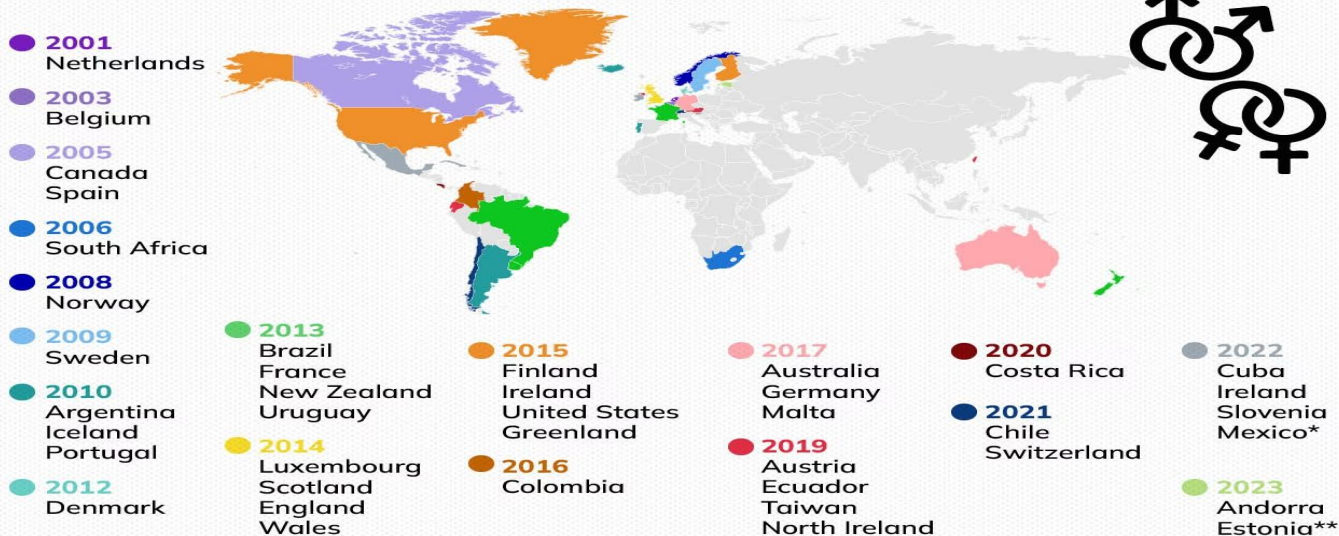 2001
Netherlands
2003
Belgium
2005
Canada
Spain
2006
South Africa
2008
Norway
2009
Sweden
2010
Argentina
Iceland
Portugal
2012
Denmark
2013
Brazil
France
New Zealand
Uruguay
2014
Luxembourg
Scotland
England
Wales
2015
Finland
Ireland
United States
Greenland
2016
Colombia
2017
Australia
Germany
Malta
2019
Austria
Ecuador
Taiwan
North Ireland
2020
Costa Rica
2021
Chile
Switzerland
2022
Cuba
Ireland
Slovenia
Mexico*
2023
Andorra
Estonia**